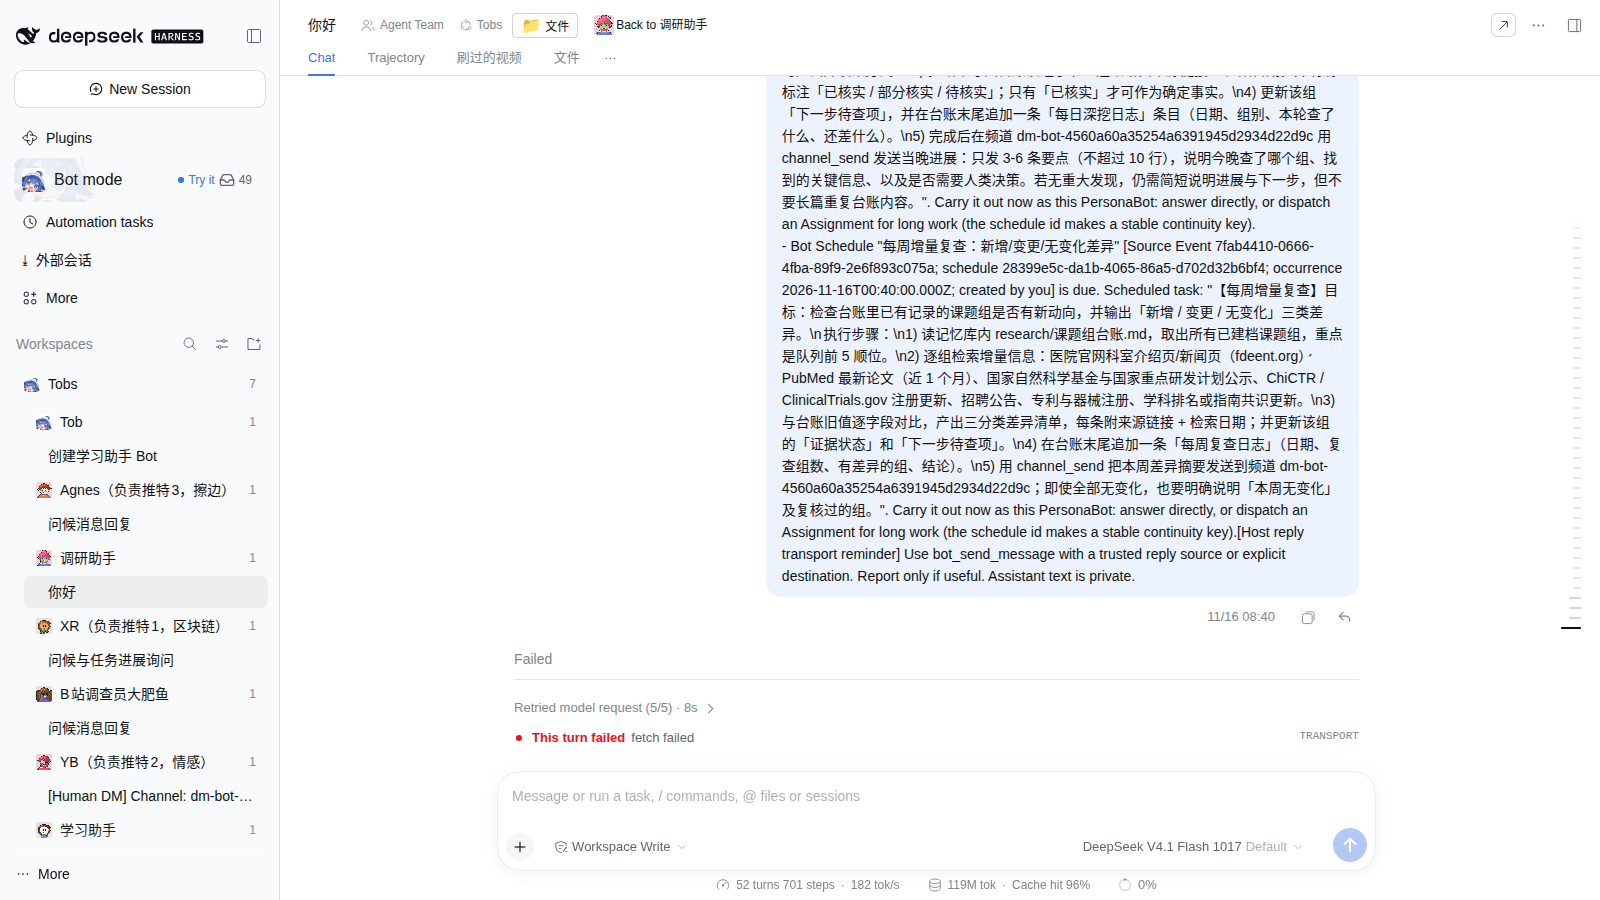 deepseek HARNESS
New Session
Plugins
Bot mode
Try it
49
Automation tasks
外部会话
More
Workspaces
Tobs
7
Tob
1
创建学习助手 Bot
Agnes（负责推特3，擦边）
1
问候消息回复
调研助手
1
你好
XR（负责推特1，区块链）
1
问候与任务进展询问
B站调查员大肥鱼
1
问候消息回复
YB（负责推特2，情感）
1
[Human DM] Channel: dm-bot-…
学习助手
1
More
你好
Agent Team
Tobs
文件
Back to 调研助手
Chat
Trajectory
刷过的视频
文件
标注「已核实 / 部分核实 / 待核实」；只有「已核实」才可作为确定事实。\n4) 更新该组
「下一步待查项」，并在台账末尾追加一条「每日深挖日志」条目（日期、组别、本轮查了
什么、还差什么）。\n5) 完成后在频道 dm-bot-4560a60a35254a6391945d2934d22d9c 用
channel_send 发送当晚进展：只发 3-6 条要点（不超过 10 行），说明今晚查了哪个组、找
到的关键信息、以及是否需要人类决策。若无重大发现，仍需简短说明进展与下一步，但不
要长篇重复台账内容。". Carry it out now as this PersonaBot: answer directly, or dispatch
an Assignment for long work (the schedule id makes a stable continuity key).
- Bot Schedule "每周增量复查：新增/变更/无变化差异" [Source Event 7fab4410-0666-
4fba-89f9-2e6f893c075a; schedule 28399e5c-da1b-4065-86a5-d702d32b6bf4; occurrence
2026-11-16T00:40:00.000Z; created by you] is due. Scheduled task: "【每周增量复查】目
标：检查台账里已有记录的课题组是否有新动向，并输出「新增 / 变更 / 无变化」三类差
异。\n执行步骤：\n1) 读记忆库内 research/课题组台账.md，取出所有已建档课题组，重点
是队列前 5 顺位。\n2) 逐组检索增量信息：医院官网科室介绍页/新闻页（fdeent.org）、
PubMed 最新论文（近 1 个月）、国家自然科学基金与国家重点研发计划公示、ChiCTR /
ClinicalTrials.gov 注册更新、招聘公告、专利与器械注册、学科排名或指南共识更新。\n3)
与台账旧值逐字段对比，产出三分类差异清单，每条附来源链接 + 检索日期；并更新该组
的「证据状态」和「下一步待查项」。\n4) 在台账末尾追加一条「每周复查日志」（日期、复
查组数、有差异的组、结论）。\n5) 用 channel_send 把本周差异摘要发送到频道 dm-bot-
4560a60a35254a6391945d2934d22d9c；即使全部无变化，也要明确说明「本周无变化」
及复核过的组。". Carry it out now as this PersonaBot: answer directly, or dispatch an
Assignment for long work (the schedule id makes a stable continuity key).[Host reply
transport reminder] Use bot_send_message with a trusted reply source or explicit
destination. Report only if useful. Assistant text is private.
11/16 08:40
Failed
Retried model request (5/5) · 8s
This turn failed fetch failed
TRANSPORT
Message or run a task, / commands, @ files or sessions
Workspace Write
DeepSeek V4.1 Flash 1017 Default
52 turns 701 steps · 182 tok/s
119M tok · Cache hit 96%
0%